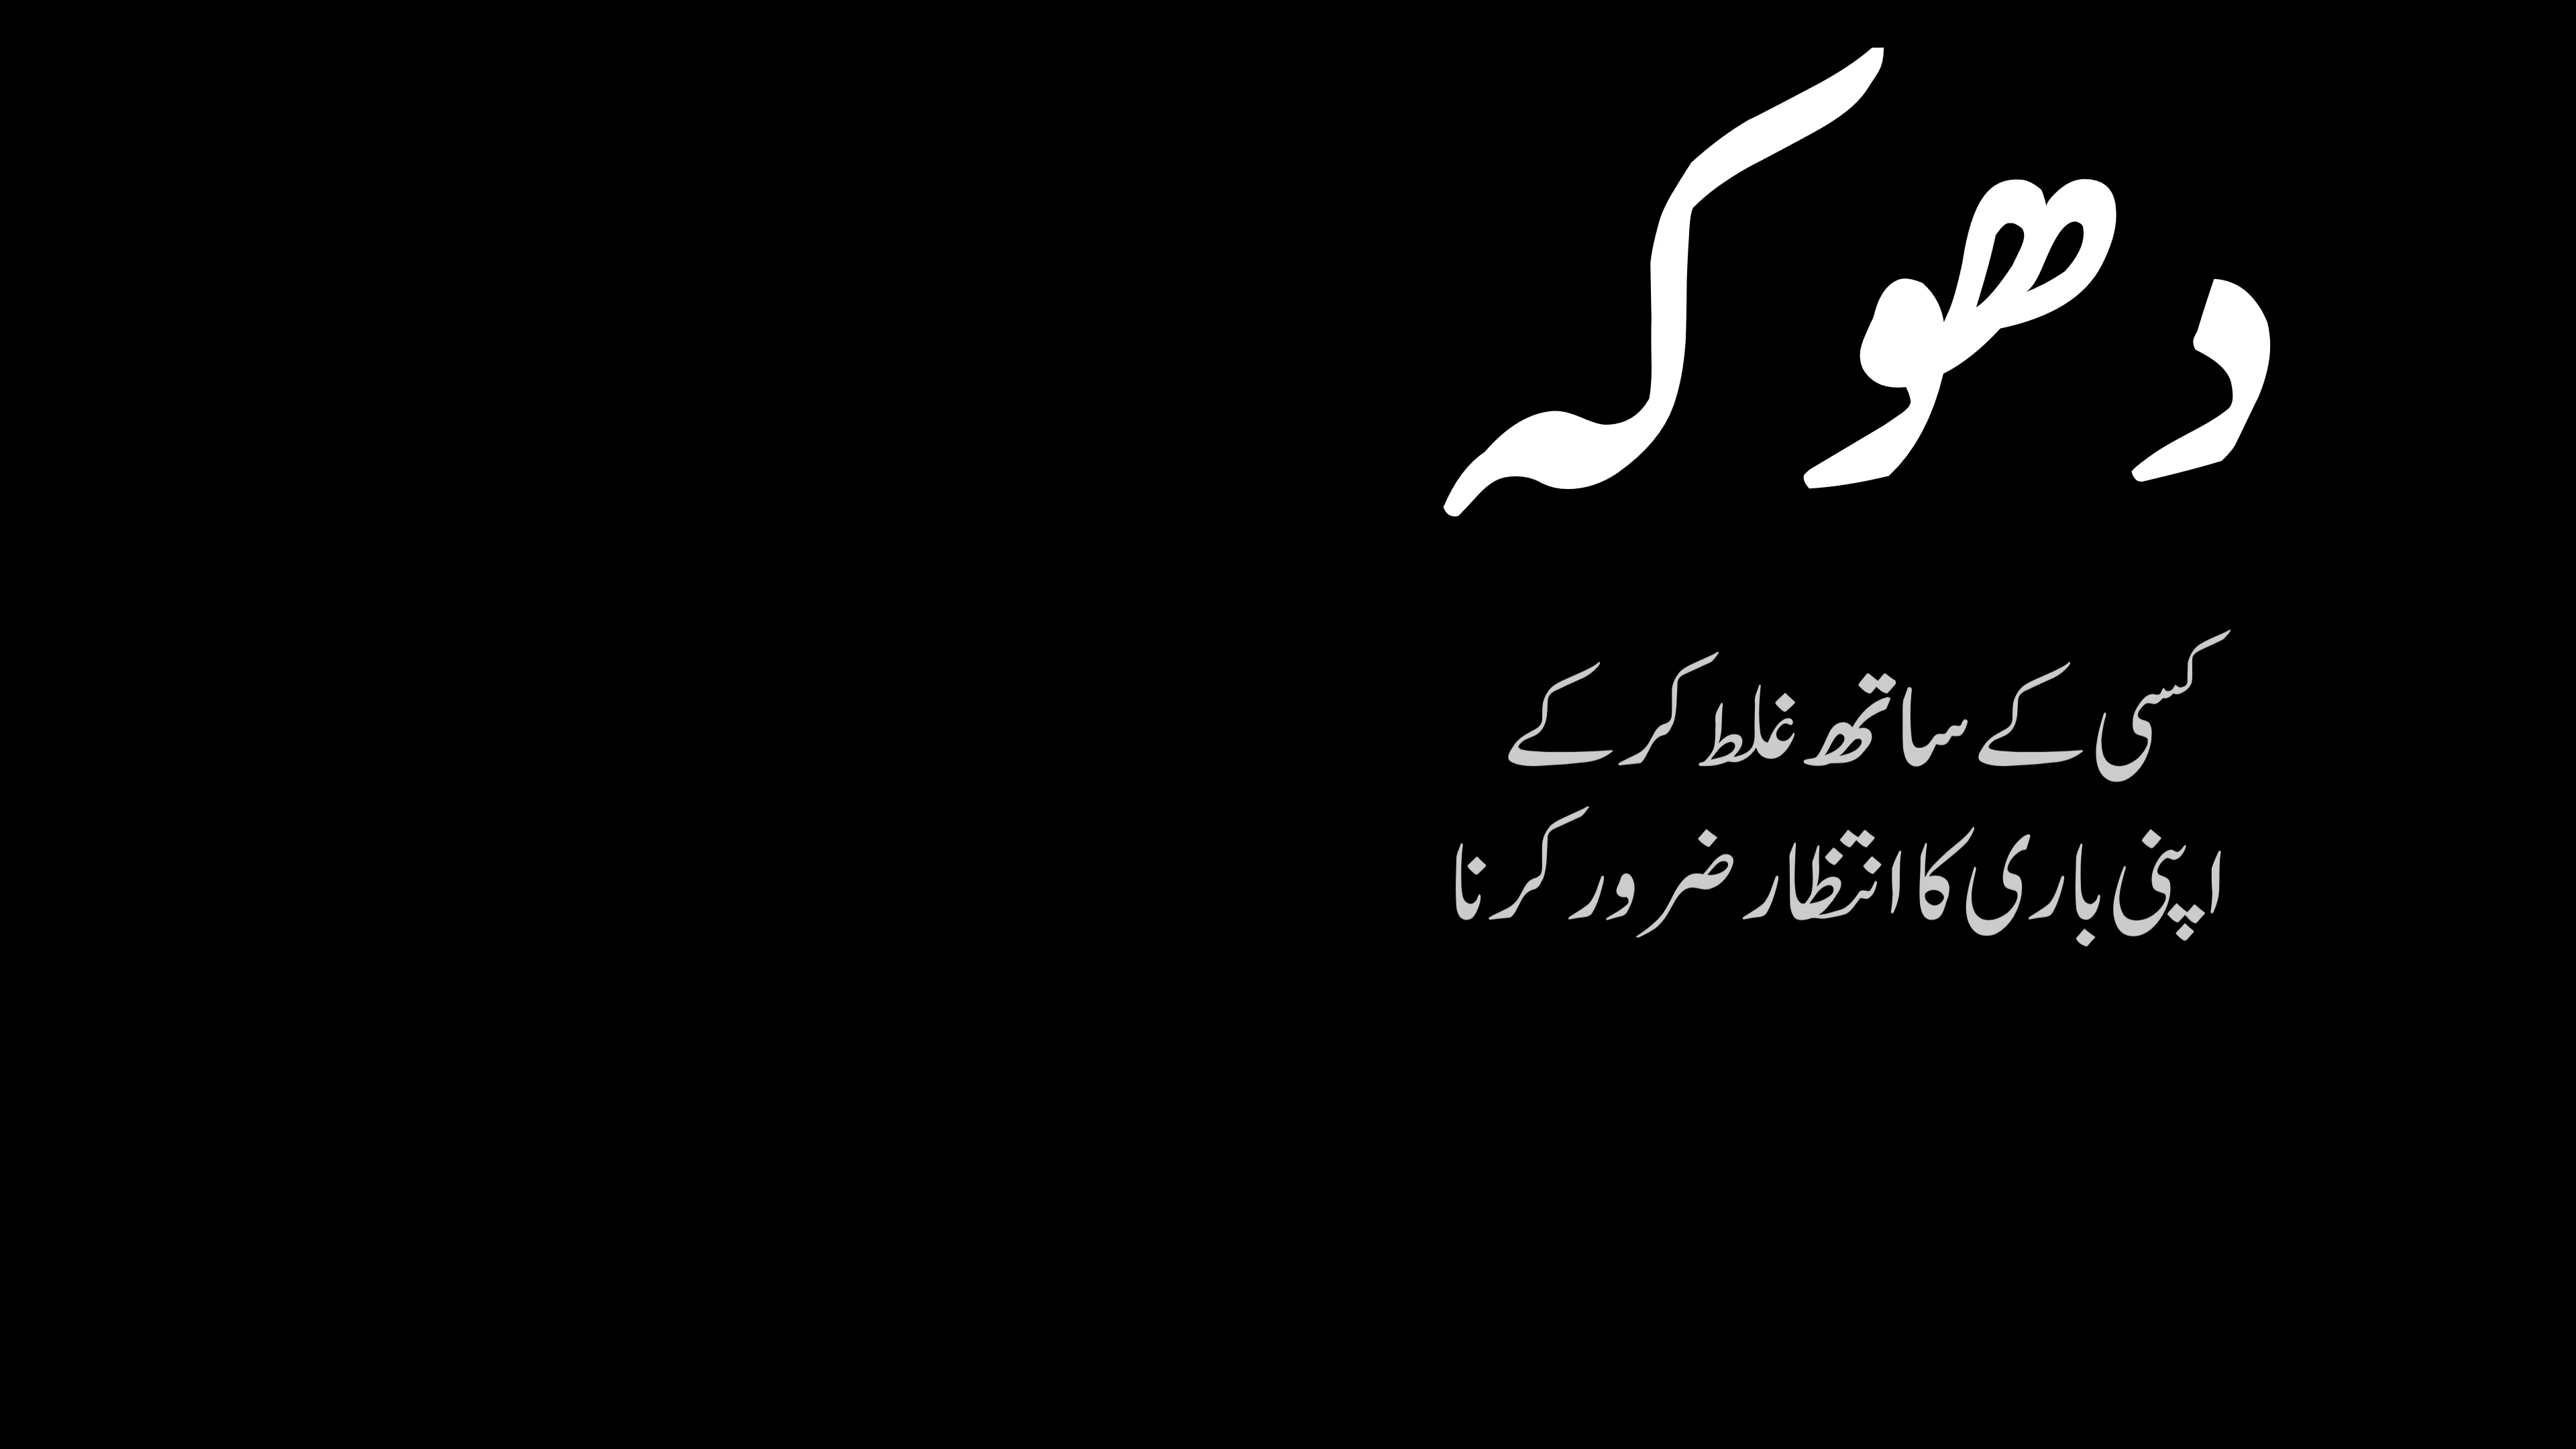 دھوکہ
کسی کے ساتھ غلط کر کے
اپنی باری کا انتظار ضرور کرنا